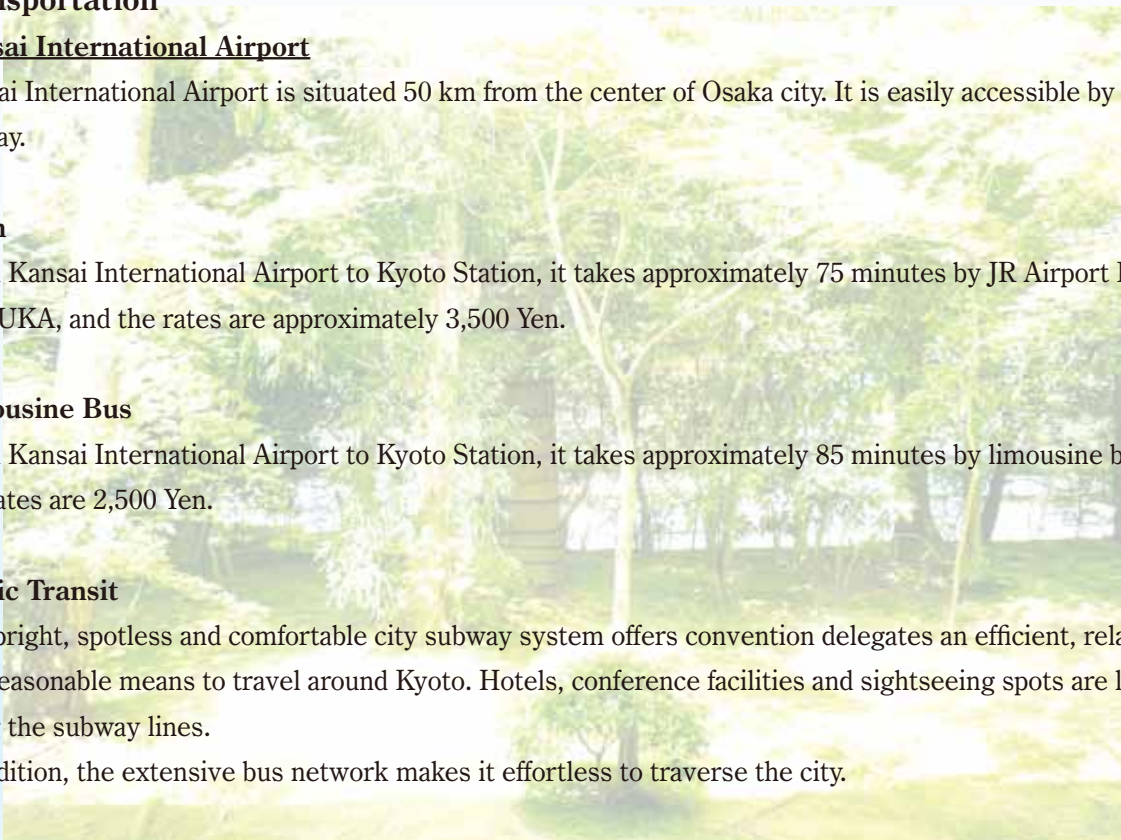 nsportation
sai International Airport
ai International Airport is situated 50 km from the center of Osaka city. It is easily accessible by
ay.
n
Kansai International Airport to Kyoto Station, it takes approximately 75 minutes by JR Airport
UKA, and the rates are approximately 3,500 Yen.
ousine Bus
Kansai International Airport to Kyoto Station, it takes approximately 85 minutes by limousine b
ates are 2,500 Yen.
ic Transit
bright, spotless and comfortable city subway system offers convention delegates an efficient, rela
easonable means to travel around Kyoto. Hotels, conference facilities and sightseeing spots are l
the subway lines.
dition, the extensive bus network makes it effortless to traverse the city.